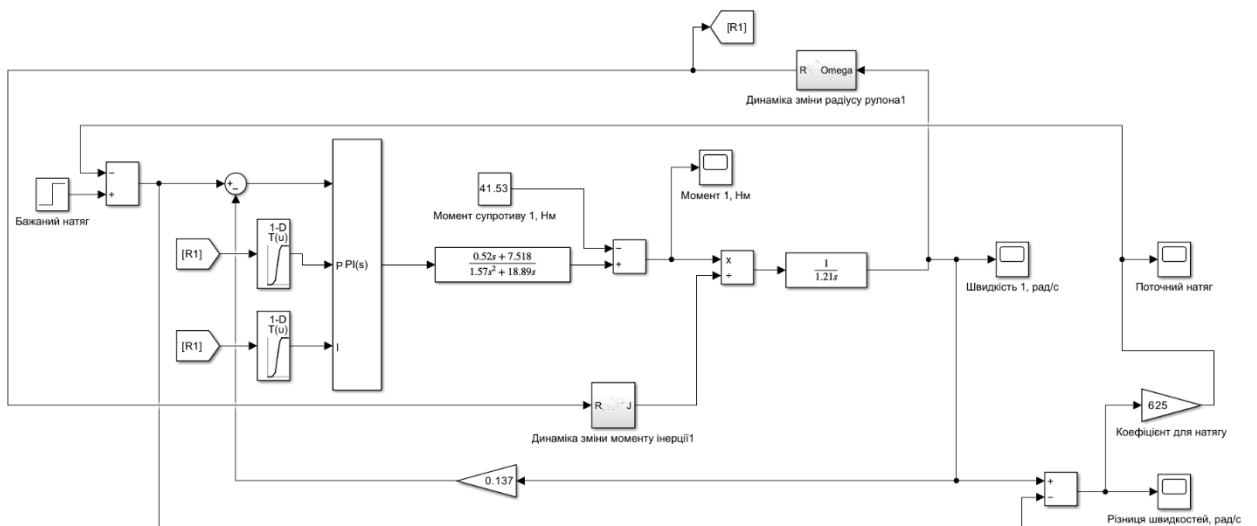 [R1]
R Omega
Динаміка зміни радіусу рулона1
−
+
Бажаний натяг
+
−
41.53
Момент супротиву 1, Нм
Момент 1, Нм
1-D
T(u)
[R1]
P PI(s)
0.52s + 7.518
1.57s² + 18.89s
−
+
x
÷
1
1.21s
Швидкість 1, рад/с
Поточний натяг
1-D
T(u)
[R1]
I
R J
Динаміка зміни моменту інерції1
625
Коефіцієнт для натягу
0.137
+
−
Різниця швидкостей, рад/с